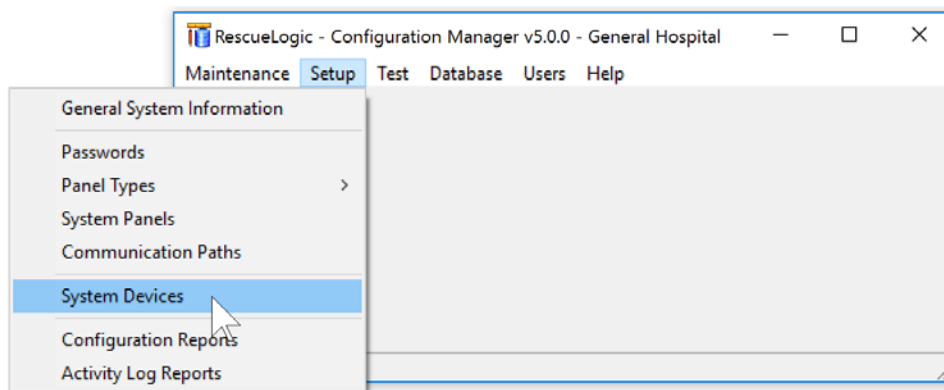 RescueLogic - Configuration Manager v5.0.0 - General Hospital
Maintenance Setup Test Database Users Help
General System Information
Passwords
Panel Types
System Panels
Communication Paths
System Devices
Configuration Reports
Activity Log Reports